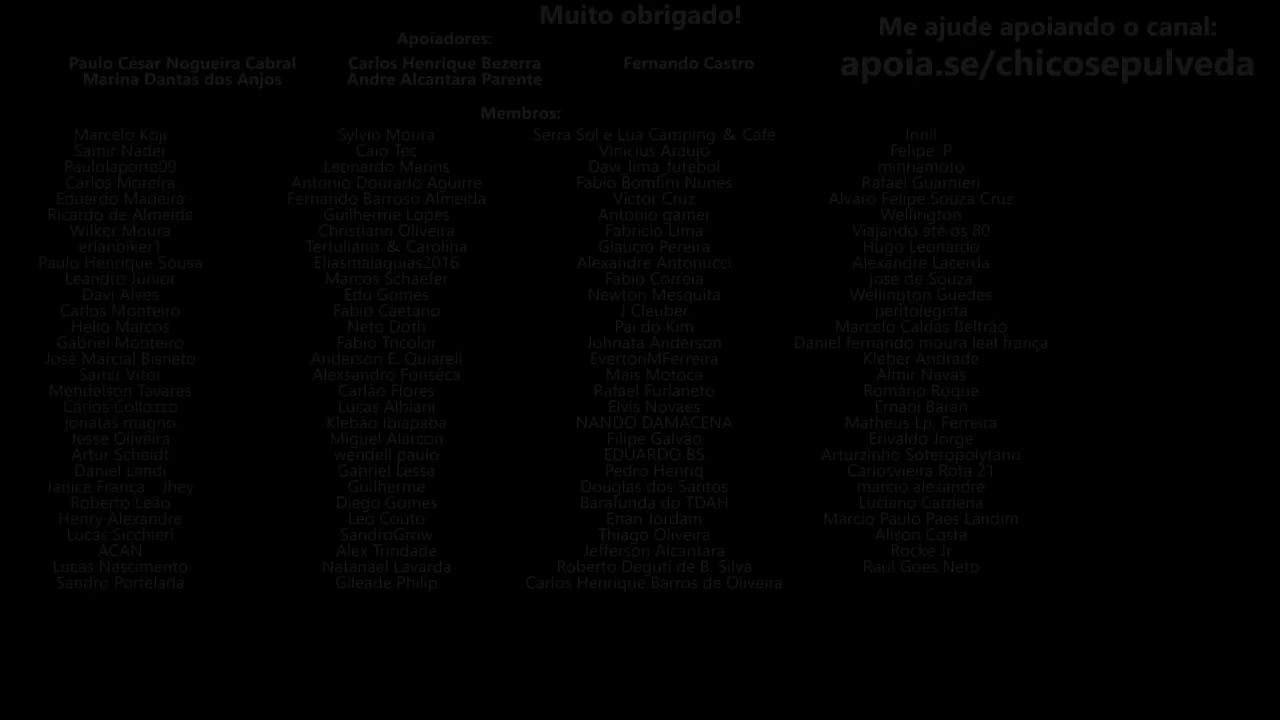 Muito obrigado!
Me ajude apoiando o canal:
apoia.se/chicosepulveda
Apoiadores:
Paulo César Nogueira Cabral
Marina Dantas dos Anjos
Carlos Henrique Bezerra
Andre Alcantara Parente
Fernando Castro
Membros:
Marcelo Koji
Samir Nader
Paulolaporta09
Carlos Moreira
Eduardo Madeira
Ricardo de Almeida
Wilker Moura
erlanbiker1
Paulo Henrique Sousa
Leandro Junior
Davi Alves
Carlos Monteiro
Helio Marcos
Gabriel Monteiro
José Marcial Bisneto
Samir Vitor
Mendelson Tavares
Carlos Collozzo
jonatas magno
Jesse Oliveira
Artur Scheidt
Daniel Landi
Janice França
Jhey
Roberto Leão
Henry Alexandre
Lucas Sicchieri
ACAN
Lucas Nascimento
Sandro Portelada
Sylvio Moura
Caio Tec
Leonardo Marins
Antonio Dourado Aguirre
Fernando Barroso Almeida
Guilherme Lopes
Christiann Oliveira
Tertuliano & Carolina
Eliasmalaguias2016
Marcos Schaefer
Edu Gomes
Fabio Caetano
Neto Doth
Fabio Tricolor
Anderson E. Quiarell
Alexsandro Fonseca
Carlão Flores
Lucas Albiani
Klebão Ibiapaba
Miguel Alarcon
wendell paulo
Gabriel Lessa
Guilherme
Diego Gomes
Leo Couto
SandroGrow
Alex Trindade
Natanael Lavarda
Glleade Philip
Serra Sol e Lua Camping & Café
Vinicius Araujo
Davi_lima_futebol
Fabio Bomfim Nunes
Victor Cruz
Antonio gamer
Fabricio Lima
Glaucio Pereira
Alexandre Antonucci
Fabio Correia
Newton Mesquita
J Cleuber
Pai do Kim
Johnata Anderson
EvertonMFerreira
Mais Motoca
Rafael Furlaneto
Elvis Novaes
NANDO DAMACENA
Filipe Galvão
EDUARDO BS
Pedro Henriq
Douglas dos Santos
Barafunda do TDAH
Enan Jordam
Thiago Oliveira
Jefferson Alcantara
Roberto Deguti de B. Silva
Carlos Henrique Barros de Oliveira
Felipe P
minhamoto
Rafael Guarnieri
Alvaro Felipe Souza Cruz
Wellington
Viajando até os 80
Hugo Leonardo
Alexandre Lacerda
jose de Souza
Wellington Guedes
peritolegista
Marcelo Caldas Beltrão
Daniel fernando moura leal frança
Kleber Andrade
Almir Navas
Romario Roque
Ernani Baran
Matheus Lp Ferreira
Erivaldo Jorge
Arturzinho Soteropolytano
Carlosvieira Rota 21
marcio alexandre
Luciano Cardena
Marcio Paulo Paes Landim
Alison Costa
Rocke Jr
Raul Goes Neto